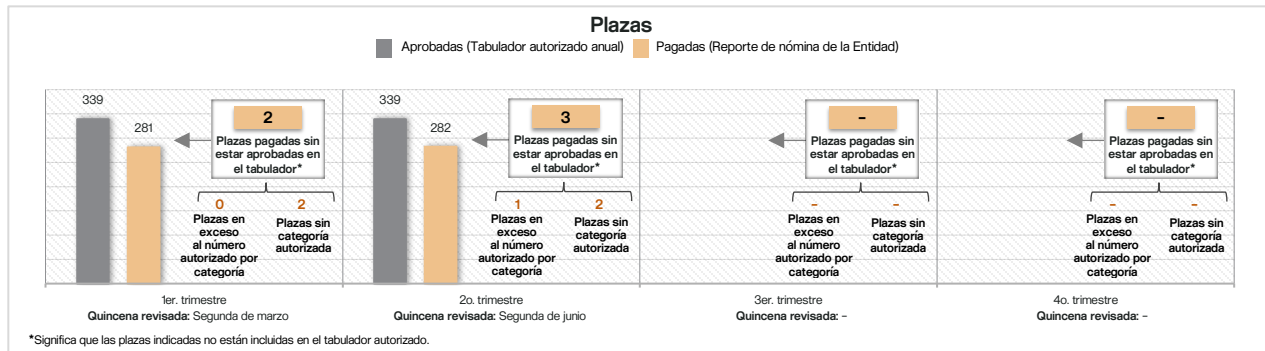 Plazas
Aprobadas (Tabulador autorizado anual)
Pagadas (Reporte de nómina de la Entidad)
339
281
2
Plazas pagadas sin
estar aprobadas en
el tabulador*
0
Plazas en
exceso
al número
autorizado por
categoría
2
Plazas sin
categoría
autorizada
1er. trimestre
Quincena revisada: Segunda de marzo
339
282
3
Plazas pagadas sin
estar aprobadas en
el tabulador*
1
Plazas en
exceso
al número
autorizado por
categoría
2
Plazas sin
categoría
autorizada
2o. trimestre
Quincena revisada: Segunda de junio
-
Plazas pagadas sin
estar aprobadas en
el tabulador*
-
Plazas en
exceso
al número
autorizado por
categoría
-
Plazas sin
categoría
autorizada
3er. trimestre
Quincena revisada: -
-
Plazas pagadas sin
estar aprobadas en
el tabulador*
-
Plazas en
exceso
al número
autorizado por
categoría
-
Plazas sin
categoría
autorizada
4o. trimestre
Quincena revisada: -
*Significa que las plazas indicadas no están incluidas en el tabulador autorizado.